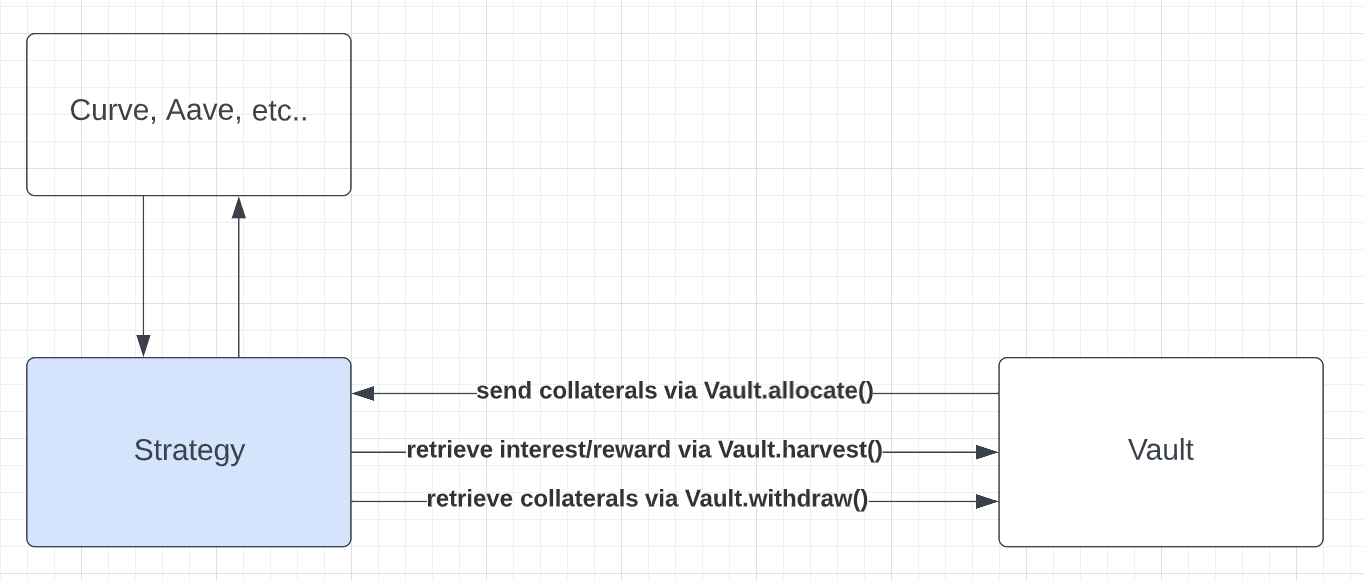 Curve, Aave, etc..
send collaterals via Vault.allocate()
Strategy
retrieve interest/reward via Vault.harvest()
Vault
retrieve collaterals via Vault.withdraw()